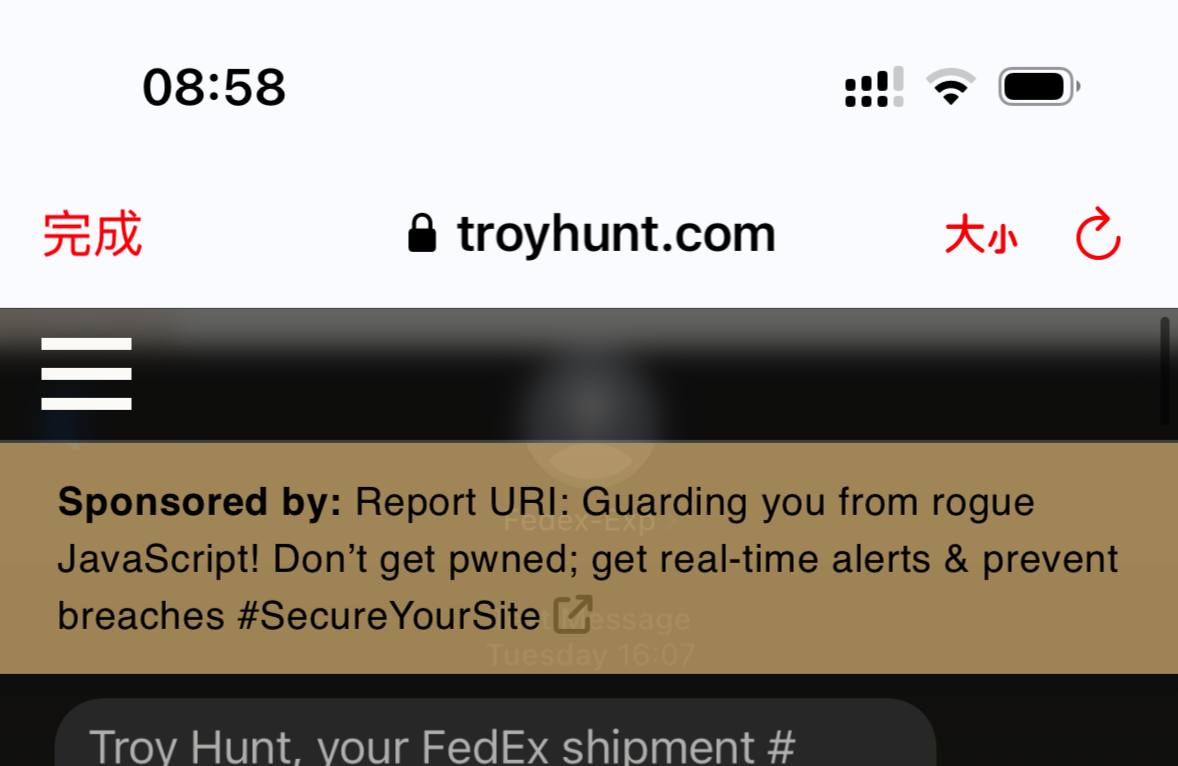 08:58
完成
troyhunt.com
大小
Sponsored by: Report URI: Guarding you from rogue
Fedex-Exp
JavaScript! Don’t get pwned; get real-time alerts & prevent
breaches #SecureYourSite
Message
Tuesday 16:07
Troy Hunt, your FedEx shipment #